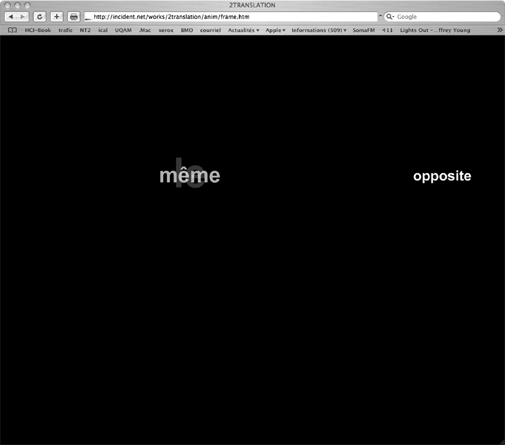 2TRANSLATION
http://incident.net/works/2translation/anim/frame.htm
Google
HCI-Book trafic NT2 ical UQAM .Mac xerox BMO courriel Actualités Apple Informations (509) SomaFM 411 Lights Out - ...ffrey Young
le
même opposite